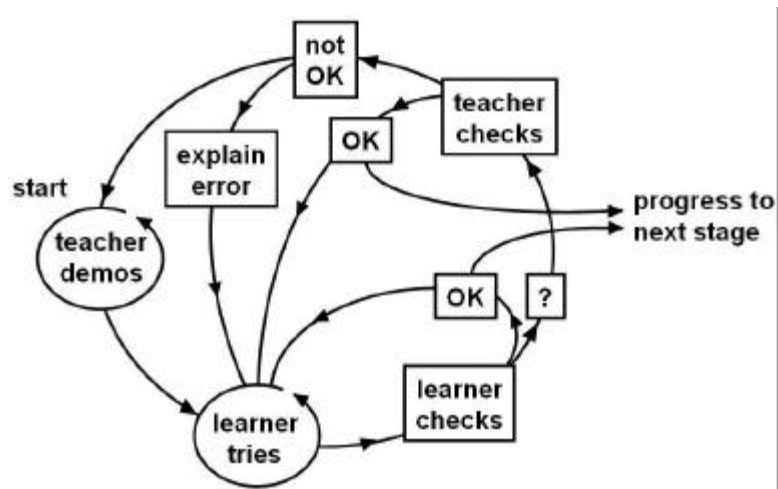 not
OK
teacher
checks
OK
explain
error
start
progress to
next stage
teacher
demos
OK
?
learner
checks
learner
tries